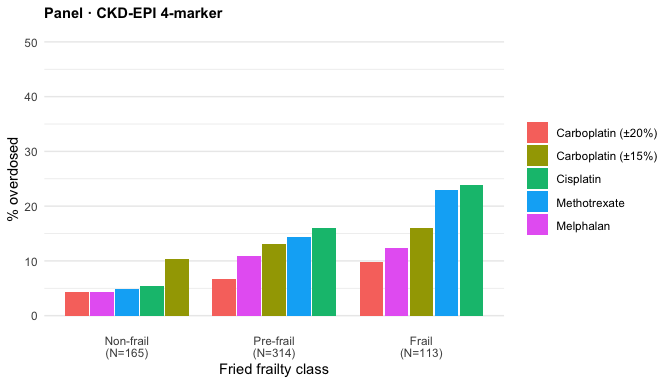 Panel · CKD-EPI 4-marker
% overdosed
50
40
30
20
10
0
Non-frail
(N=165)
Pre-frail
(N=314)
Frail
(N=113)
Fried frailty class
Carboplatin (±20%)
Carboplatin (±15%)
Cisplatin
Methotrexate
Melphalan